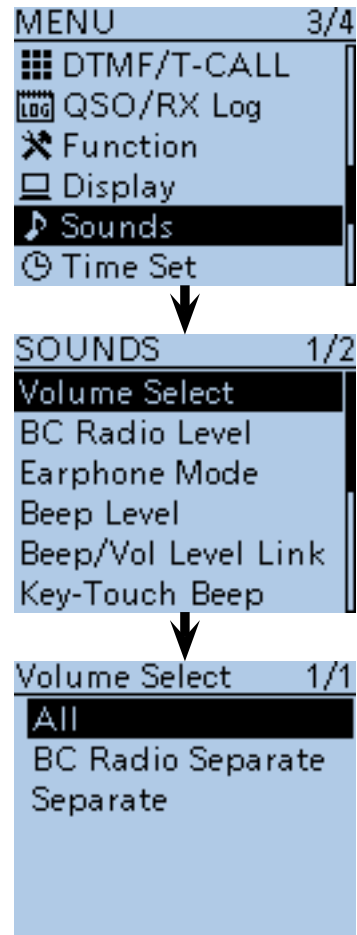 MENU 3/4
DTMF/T-CALL
LOG QSO/RX Log
Function
Display
Sounds
Time Set
SOUNDS 1/2
Volume Select
BC Radio Level
Earphone Mode
Beep Level
Beep/Vol Level Link
Key-Touch Beep
Volume Select 1/1
All
BC Radio Separate
Separate